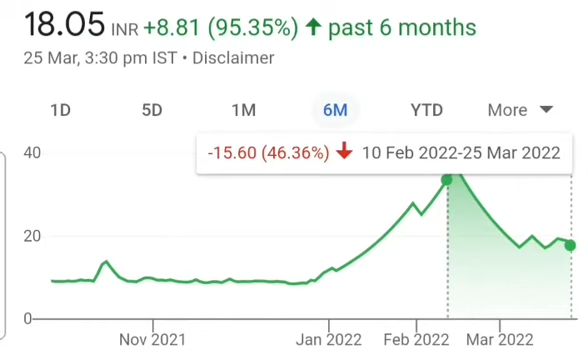 18.05 INR +8.81 (95.35%) ↑ past 6 months
25 Mar, 3:30 pm IST • Disclaimer
1D 5D 1M 6M YTD More
-15.60 (46.36%) ↓ 10 Feb 2022-25 Mar 2022
40
20
0
Nov 2021 Jan 2022 Feb 2022 Mar 2022